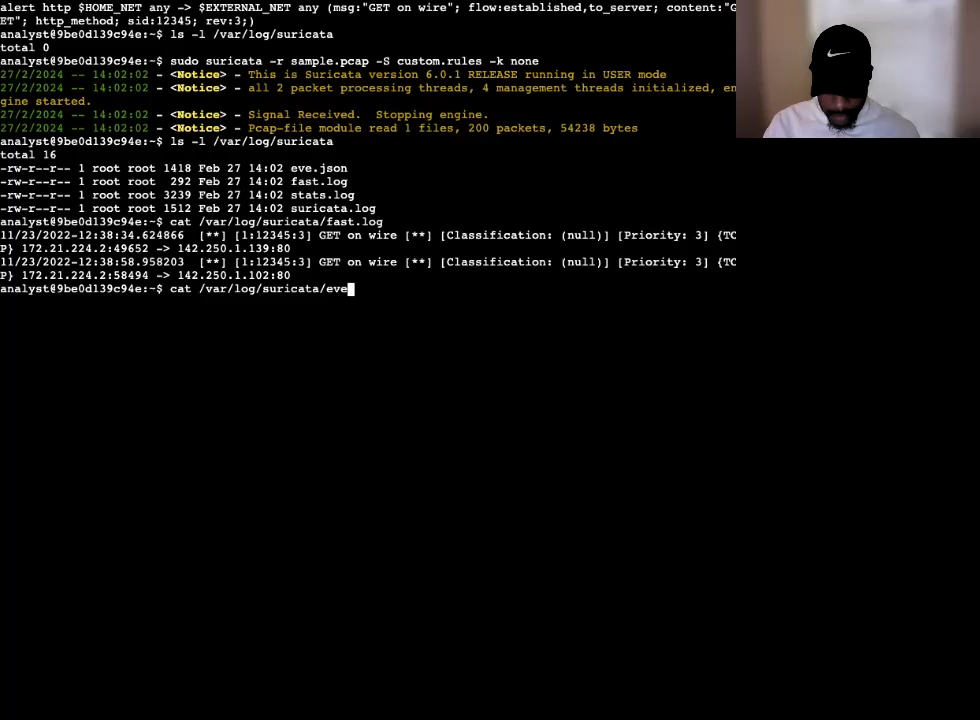 alert http $HOME_NET any -> $EXTERNAL_NET any (msg:"GET on wire"; flow:established,to_server; content:"G
ET"; http_method; sid:12345; rev:3;)
analyst@9be0d139c94e:~$ ls -l /var/log/suricata
total 0
analyst@9be0d139c94e:~$ sudo suricata -r sample.pcap -S custom.rules -k none
27/2/2024 -- 14:02:02 - <Notice> - This is Suricata version 6.0.1 RELEASE running in USER mode
27/2/2024 -- 14:02:02 - <Notice> - all 2 packet processing threads, 4 management threads initialized, en
gine started.
27/2/2024 -- 14:02:02 - <Notice> - Signal Received.  Stopping engine.
27/2/2024 -- 14:02:02 - <Notice> - Pcap-file module read 1 files, 200 packets, 54238 bytes
analyst@9be0d139c94e:~$ ls -l /var/log/suricata
total 16
-rw-r--r-- 1 root root 1418 Feb 27 14:02 eve.json
-rw-r--r-- 1 root root  292 Feb 27 14:02 fast.log
-rw-r--r-- 1 root root 3239 Feb 27 14:02 stats.log
-rw-r--r-- 1 root root 1512 Feb 27 14:02 suricata.log
analyst@9be0d139c94e:~$ cat /var/log/suricata/fast.log
11/23/2022-12:38:34.624866  [**] [1:12345:3] GET on wire [**] [Classification: (null)] [Priority: 3] {TC
P} 172.21.224.2:49652 -> 142.250.1.139:80
11/23/2022-12:38:58.958203  [**] [1:12345:3] GET on wire [**] [Classification: (null)] [Priority: 3] {TC
P} 172.21.224.2:58494 -> 142.250.1.102:80
analyst@9be0d139c94e:~$ cat /var/log/suricata/eve